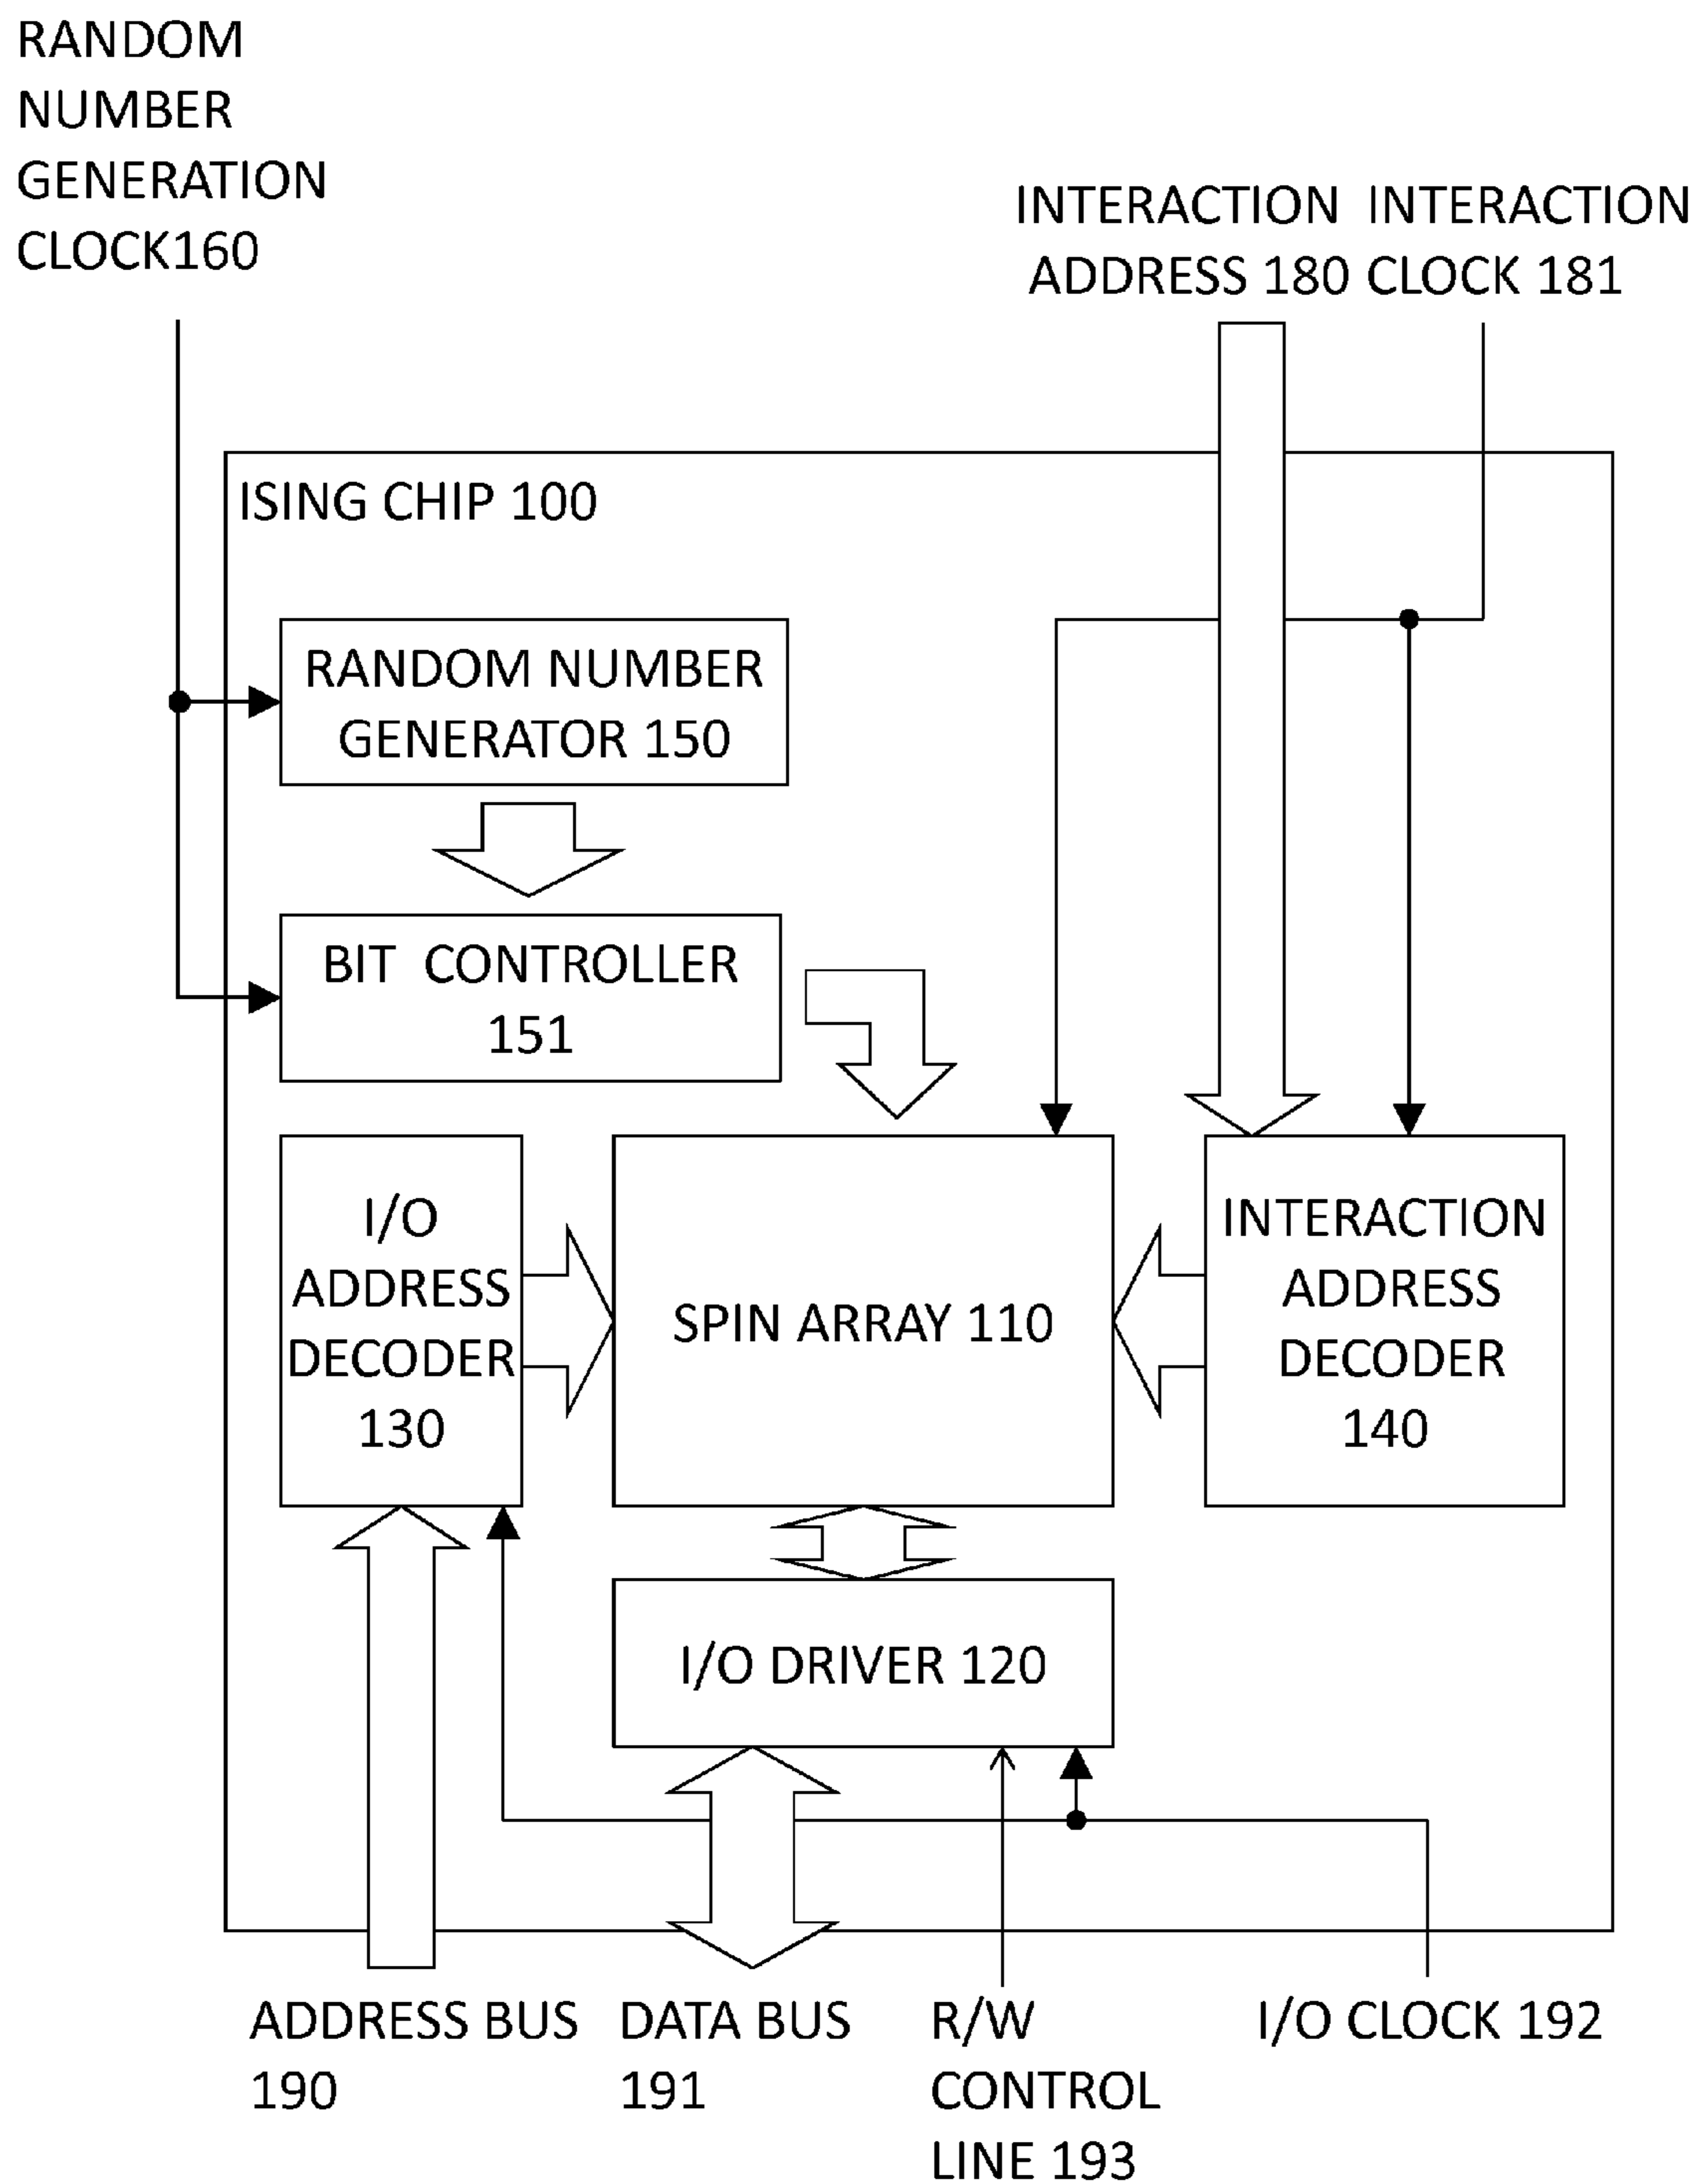 RANDOM
NUMBER
GENERATION
CLOCK160
INTERACTION
ADDRESS 180
INTERACTION
CLOCK 181
ISING CHIP 100
RANDOM NUMBER
GENERATOR 150
BIT CONTROLLER
151
I/O
ADDRESS
DECODER
130
SPIN ARRAY 110
INTERACTION
ADDRESS
DECODER
140
I/O DRIVER 120
ADDRESS BUS
190
DATA BUS
191
R/W
CONTROL
LINE 193
I/O CLOCK 192